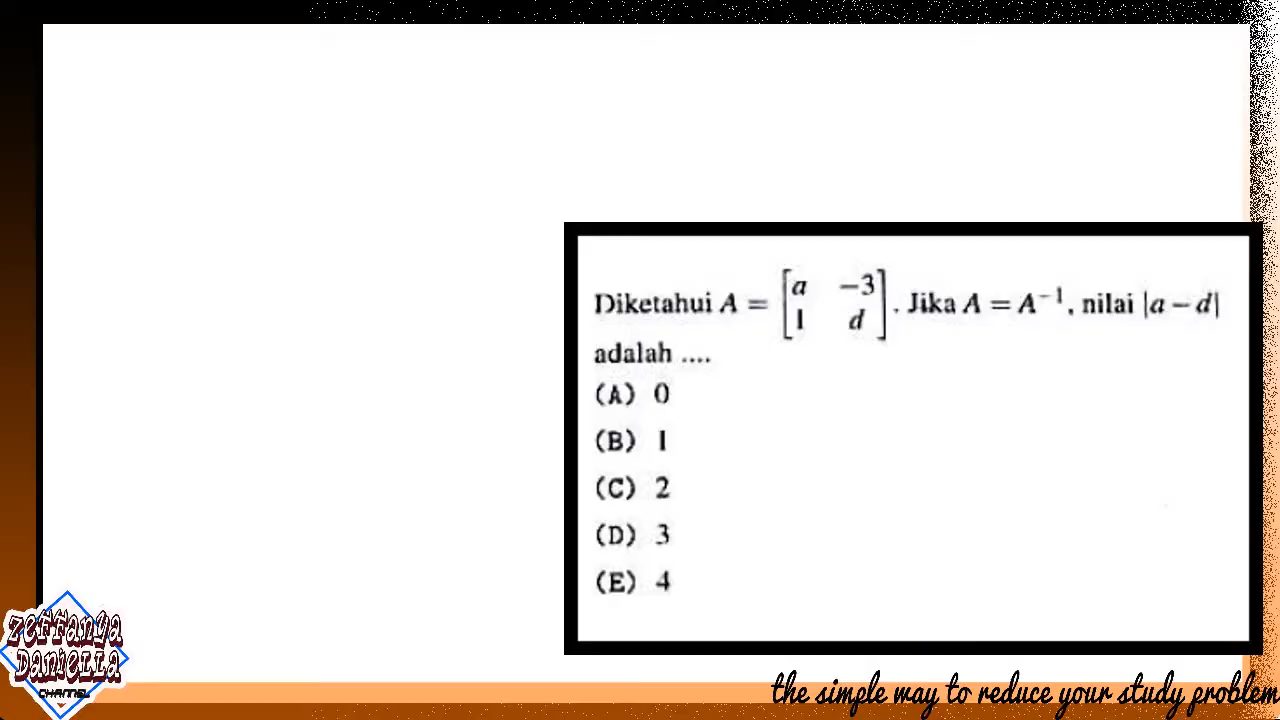 Diketahui A = [a -3; 1 d]. Jika A = A⁻¹, nilai |a – d|
adalah ....
(A) 0
(B) 1
(C) 2
(D) 3
(E) 4
Zeffanya
Daniella
CHANNEL
the simple way to reduce your study problem